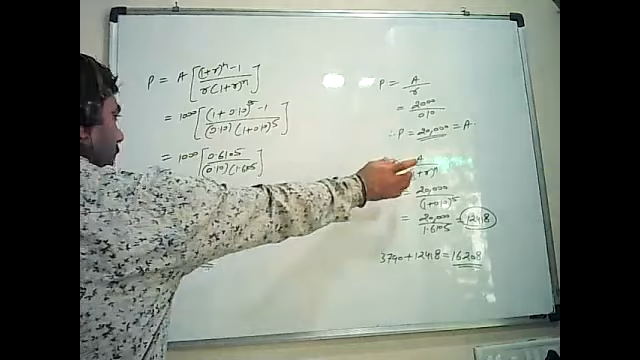 P = A [ (1+r)^n - 1 / r(1+r)^n ]
= 1000 [ (1+0.10)^5 - 1 / (0.10)(1+0.10)^5 ]
= 1000 [ 0.6105 / (0.10)(1.605) ]
P = A / r
= 2000 / 0.10
∴ P = 20,000 = A
A / (1+r)^n
= 20,000 / (1+0.10)^5
= 20,000 / 1.6105 = 12418
3790 + 12418 = 16208